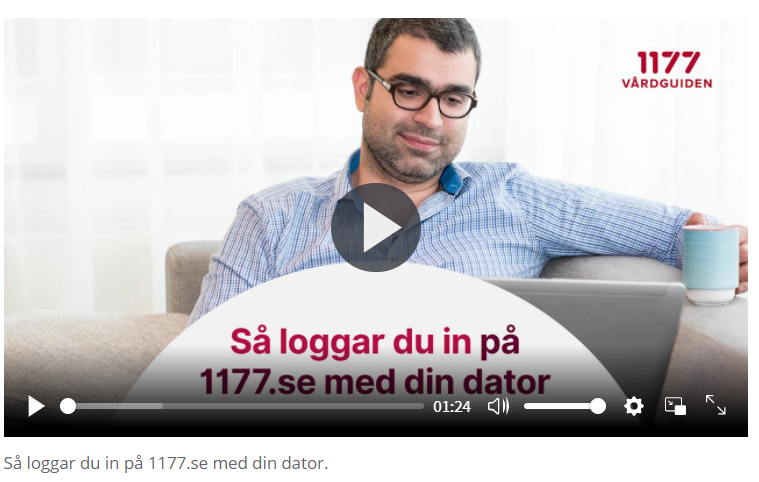 1177
VÅRDGUIDEN
Så loggar du in på
1177.se med din dator
01:24
Så loggar du in på 1177.se med din dator.